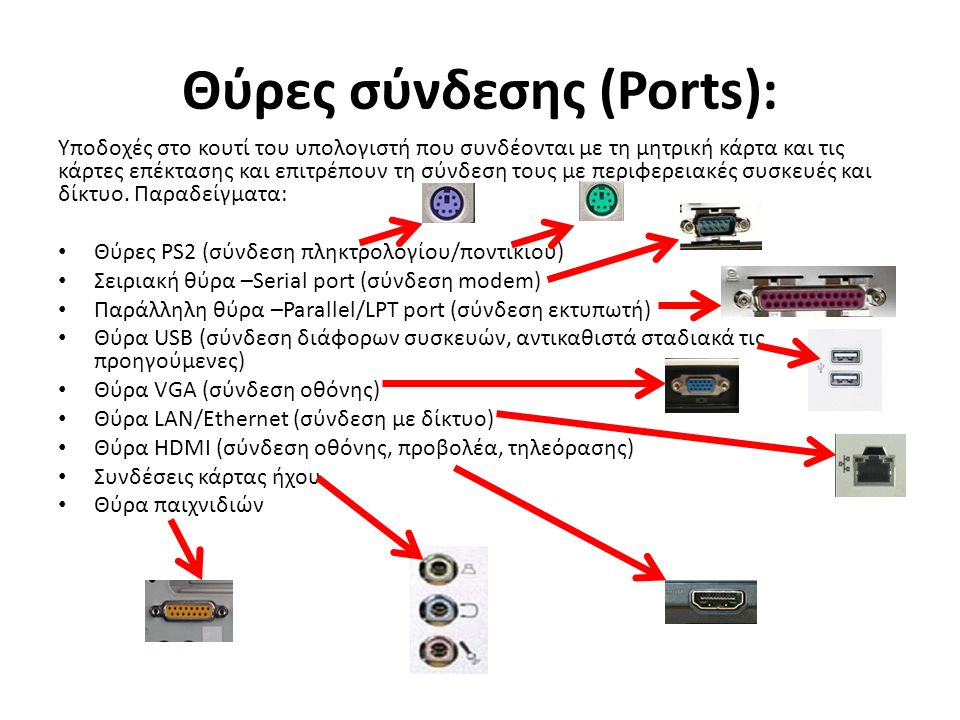 Θύρες σύνδεσης (Ports):
Υποδοχές στο κουτί του υπολογιστή που συνδέονται με τη μητρική κάρτα και τις
κάρτες επέκτασης και επιτρέπουν τη σύνδεση τους με περιφερειακές συσκευές και
δίκτυο. Παραδείγματα:
• Θύρες PS2 (σύνδεση πληκτρολογίου/ποντικιού)
• Σειριακή θύρα –Serial port (σύνδεση modem)
• Παράλληλη θύρα –Parallel/LPT port (σύνδεση εκτυπωτή)
• Θύρα USB (σύνδεση διάφορων συσκευών, αντικαθιστά σταδιακά τις
προηγούμενες)
• Θύρα VGA (σύνδεση οθόνης)
• Θύρα LAN/Ethernet (σύνδεση με δίκτυο)
• Θύρα HDMI (σύνδεση οθόνης, προβολέα, τηλεόρασης)
• Συνδέσεις κάρτας ήχου
• Θύρα παιχνιδιών